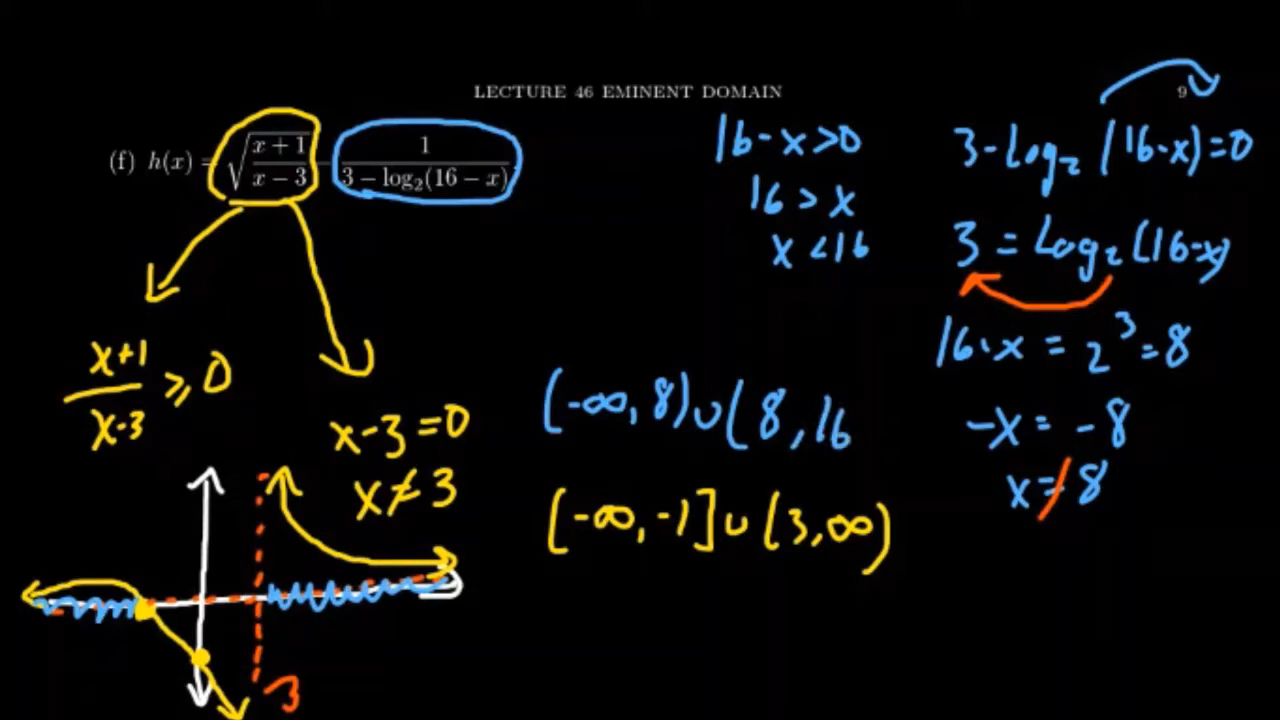 LECTURE 46 EMINENT DOMAIN 9
(f) h(x) = √((x + 1)/(x − 3)) 1/(3 − log₂(16 − x))
16-x>0
16 > x
x < 16
3-log₂(16-x)=0
3 = log₂(16-x)
16-x = 2³=8
-x = -8
x≠8
(x+1)/(x-3) ≥ 0
x-3=0
x≠3
(-∞, 8)∪(8, 16
(-∞, -1]∪(3, ∞)
3